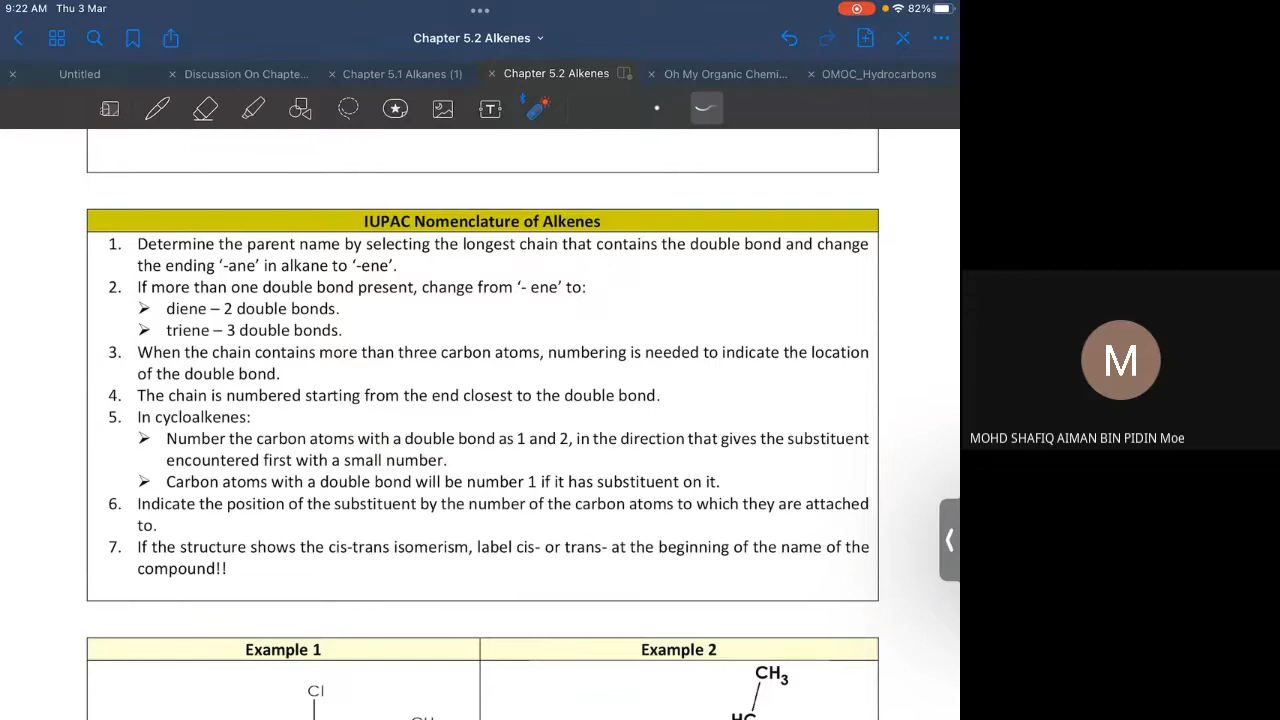 9:22 AM Thu 3 Mar
82%
Chapter 5.2 Alkenes
Untitled
Discussion On Chapte...
Chapter 5.1 Alkanes (1)
Chapter 5.2 Alkenes
Oh My Organic Chemi...
OMOC_Hydrocarbons
T
IUPAC Nomenclature of Alkenes
1. Determine the parent name by selecting the longest chain that contains the double bond and change
the ending ‘-ane’ in alkane to ‘-ene’.
2. If more than one double bond present, change from ‘- ene’ to:
➢ diene – 2 double bonds.
➢ triene – 3 double bonds.
3. When the chain contains more than three carbon atoms, numbering is needed to indicate the location
of the double bond.
4. The chain is numbered starting from the end closest to the double bond.
5. In cycloalkenes:
➢ Number the carbon atoms with a double bond as 1 and 2, in the direction that gives the substituent
encountered first with a small number.
➢ Carbon atoms with a double bond will be number 1 if it has substituent on it.
6. Indicate the position of the substituent by the number of the carbon atoms to which they are attached
to.
7. If the structure shows the cis-trans isomerism, label cis- or trans- at the beginning of the name of the
compound!!
Example 1
Example 2
Cl
CH3
M
MOHD SHAFIQ AIMAN BIN PIDIN Moe